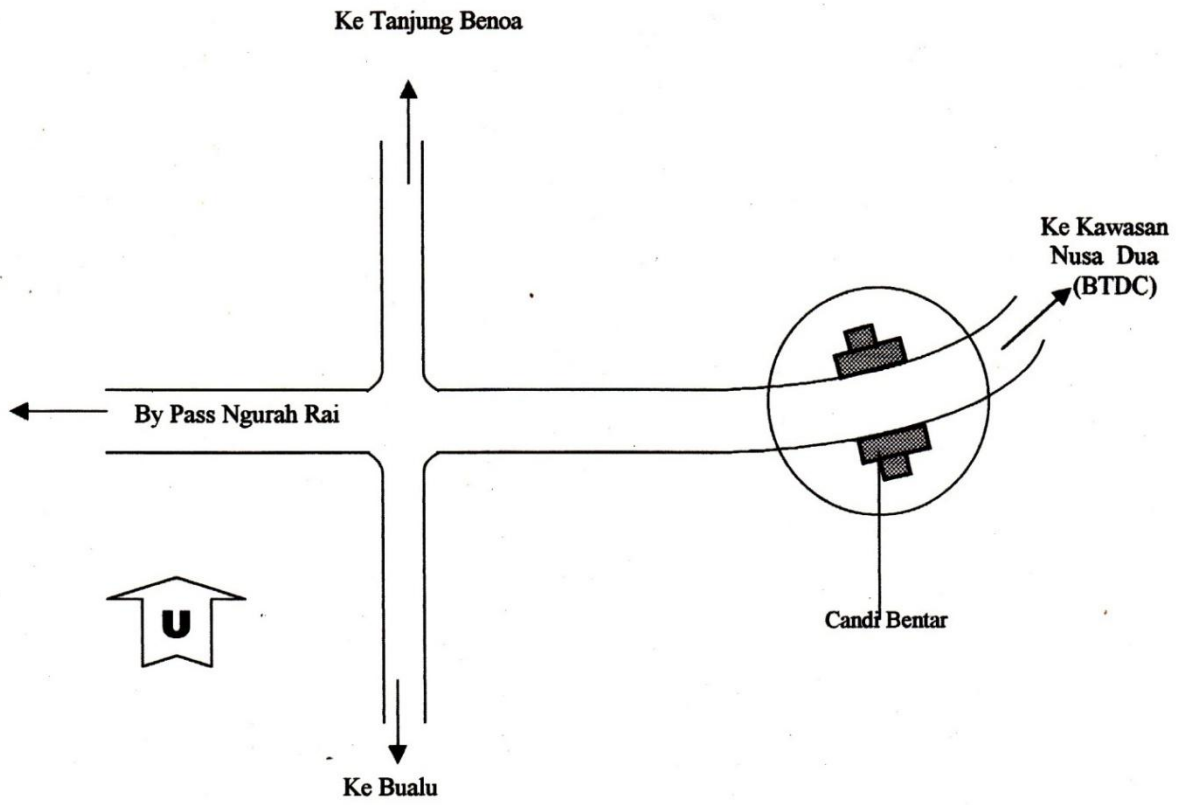 Ke Tanjung Benoa
Ke Kawasan
Nusa Dua
(BTDC)
By Pass Ngurah Rai
U
Candi Bentar
Ke Bualu